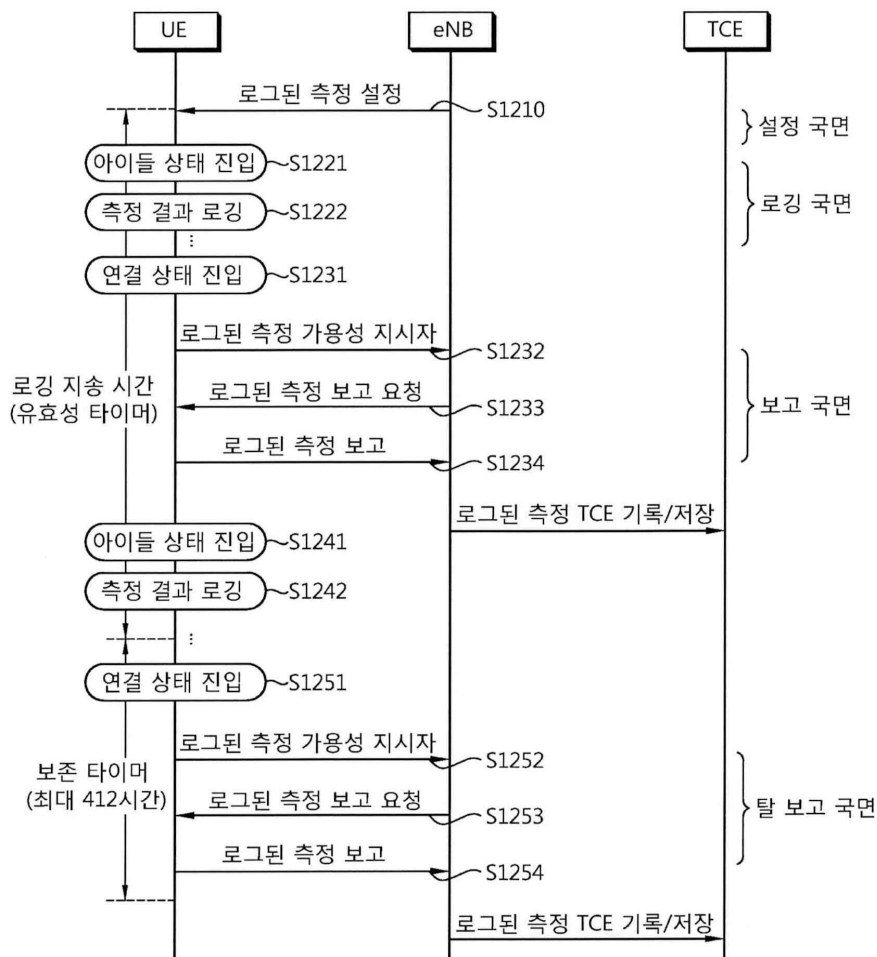 UE
eNB
TCE
로그된 측정 설정
S1210
설정 국면
아이들 상태 진입
S1221
로깅 국면
측정 결과 로깅
S1222
...
연결 상태 진입
S1231
로그된 측정 가용성 지시자
S1232
로깅 지송 시간
(유효성 타이머)
로그된 측정 보고 요청
S1233
보고 국면
로그된 측정 보고
S1234
로그된 측정 TCE 기록/저장
아이들 상태 진입
S1241
측정 결과 로깅
S1242
...
연결 상태 진입
S1251
로그된 측정 가용성 지시자
S1252
보존 타이머
(최대 412시간)
로그된 측정 보고 요청
S1253
탈 보고 국면
로그된 측정 보고
S1254
로그된 측정 TCE 기록/저장